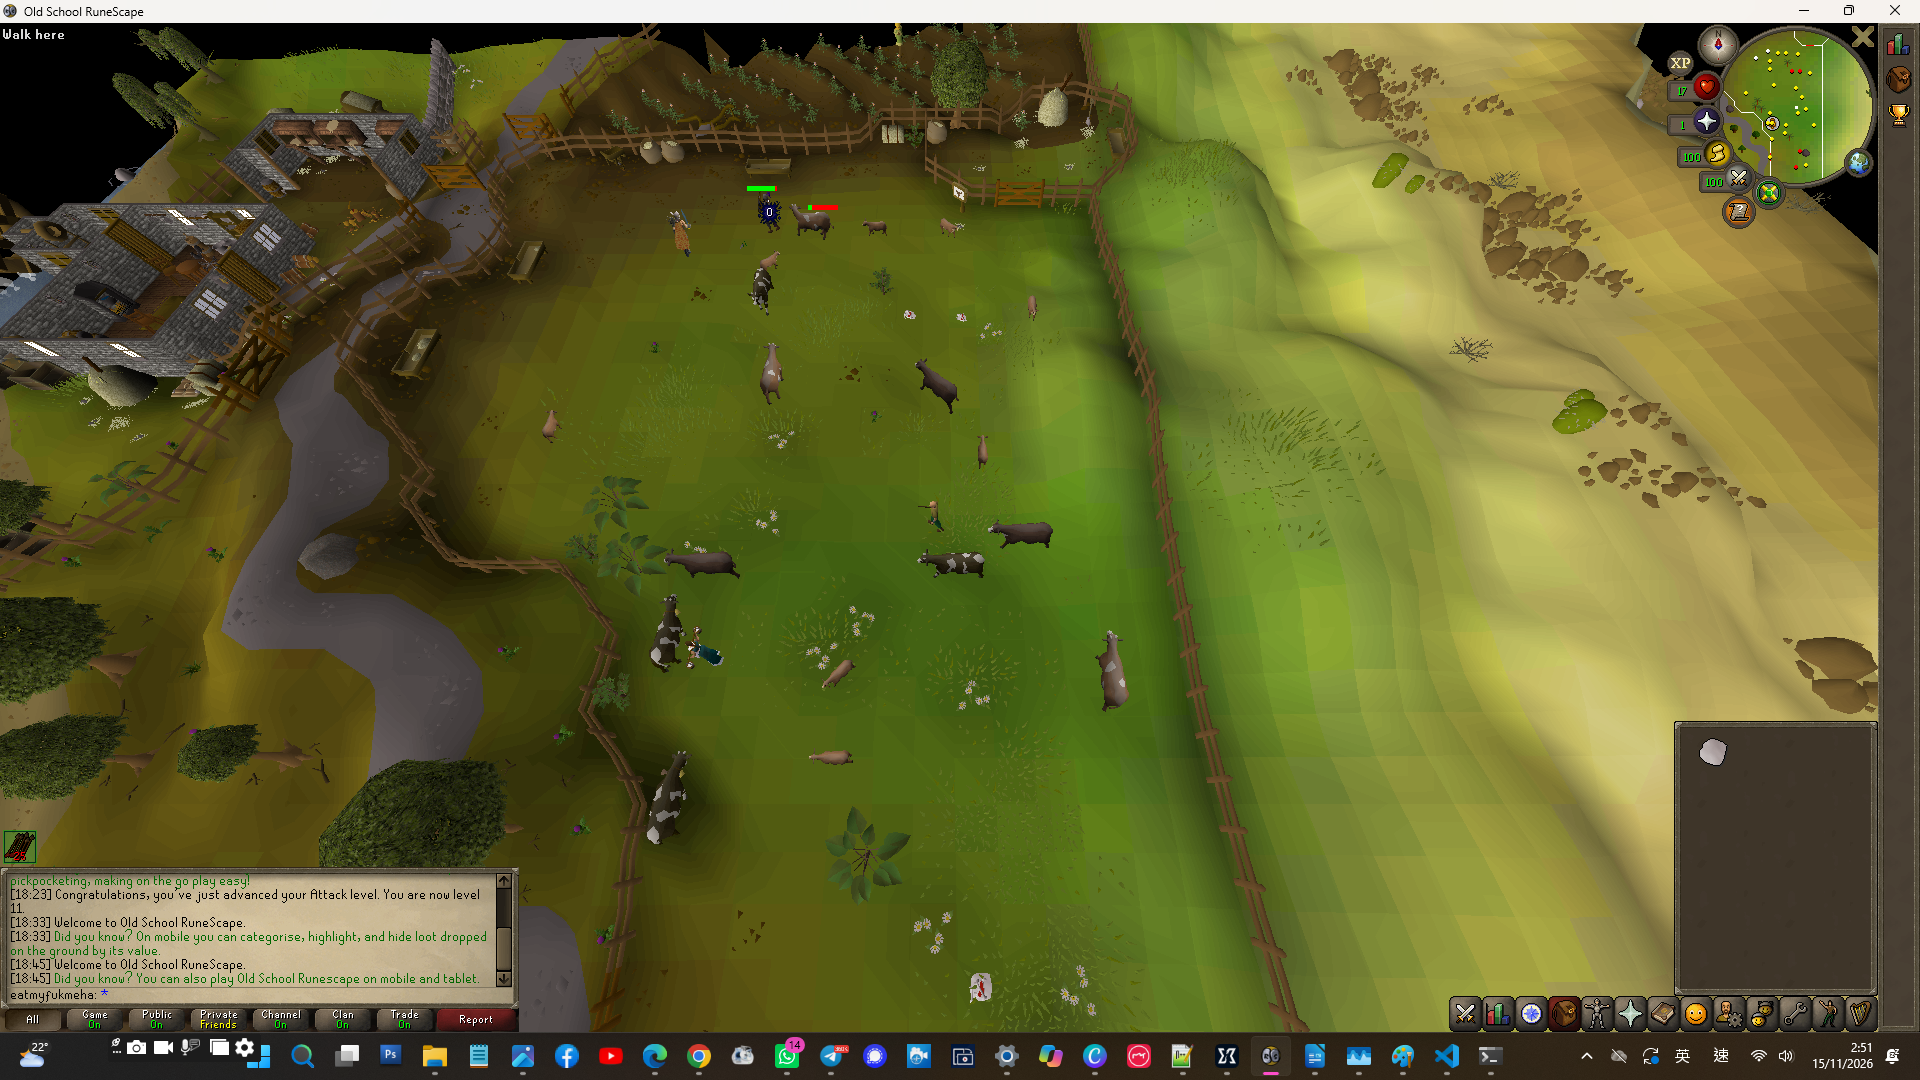 Old School RuneScape
Walk here
N
XP
17
1
100
100
0
pickpocketing, making on the go play easy!
[18:23] Congratulations, you've just advanced your Attack level. You are now level
11.
[18:33] Welcome to Old School RuneScape.
[18:33] Did you know? On mobile you can categorise, highlight, and hide loot dropped
on the ground by its value.
[18:45] Welcome to Old School RuneScape.
[18:45] Did you know? You can also play Old School Runescape on mobile and tablet.
eatmyfukmeha: *
All
Game
On
Public
On
Private
Friends
Channel
On
Clan
On
Trade
On
Report
22°
Ps
14
英
速
2:51
15/11/2026